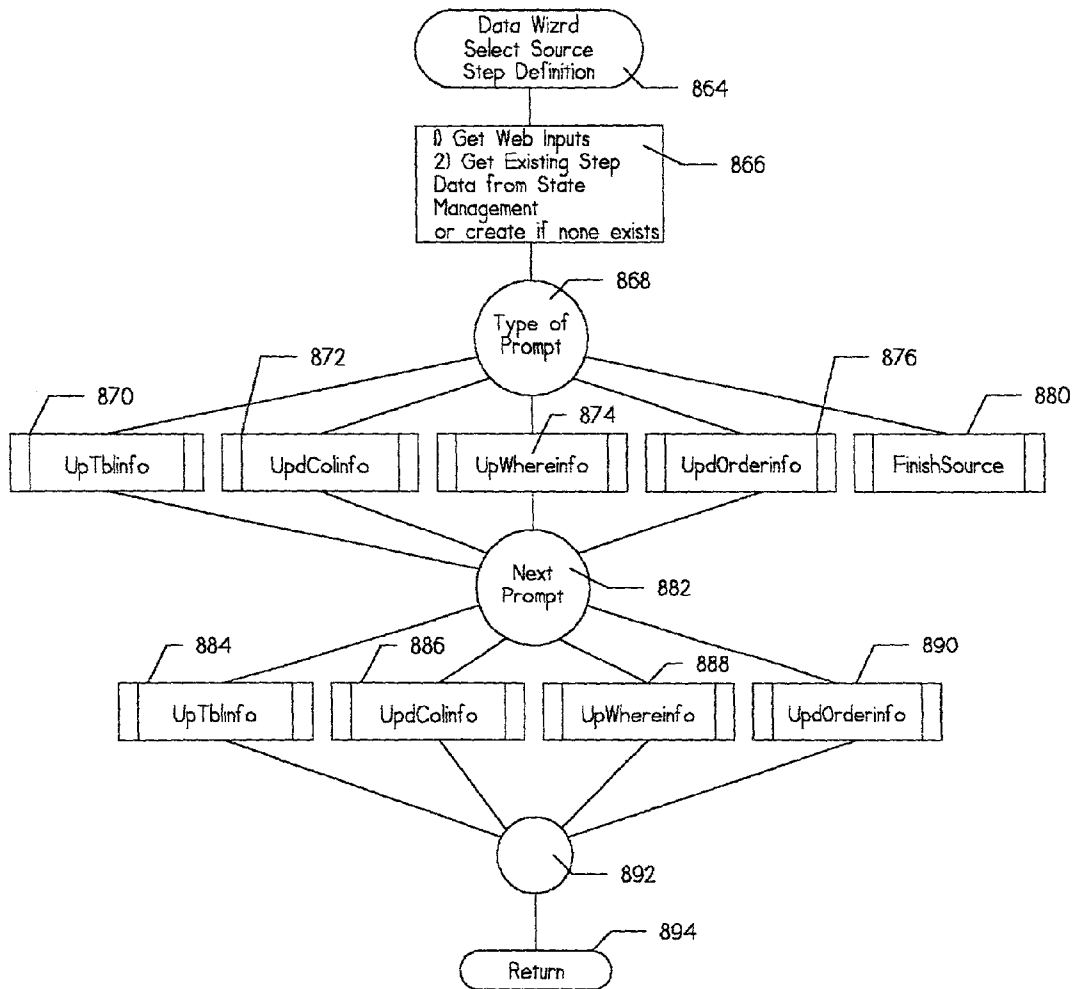 Data Wizrd
Select Source
Step Definition
864
1) Get Web Inputs
2) Get Existing Step
Data from State
Management
or create if none exists
866
868
Type of
Prompt
870
872
874
876
880
UpTblinfo
UpdColinfo
UpWhereinfo
UpdOrderinfo
FinishSource
Next
Prompt
882
884
886
888
890
UpTblinfo
UpdColinfo
UpWhereinfo
UpdOrderinfo
892
894
Return